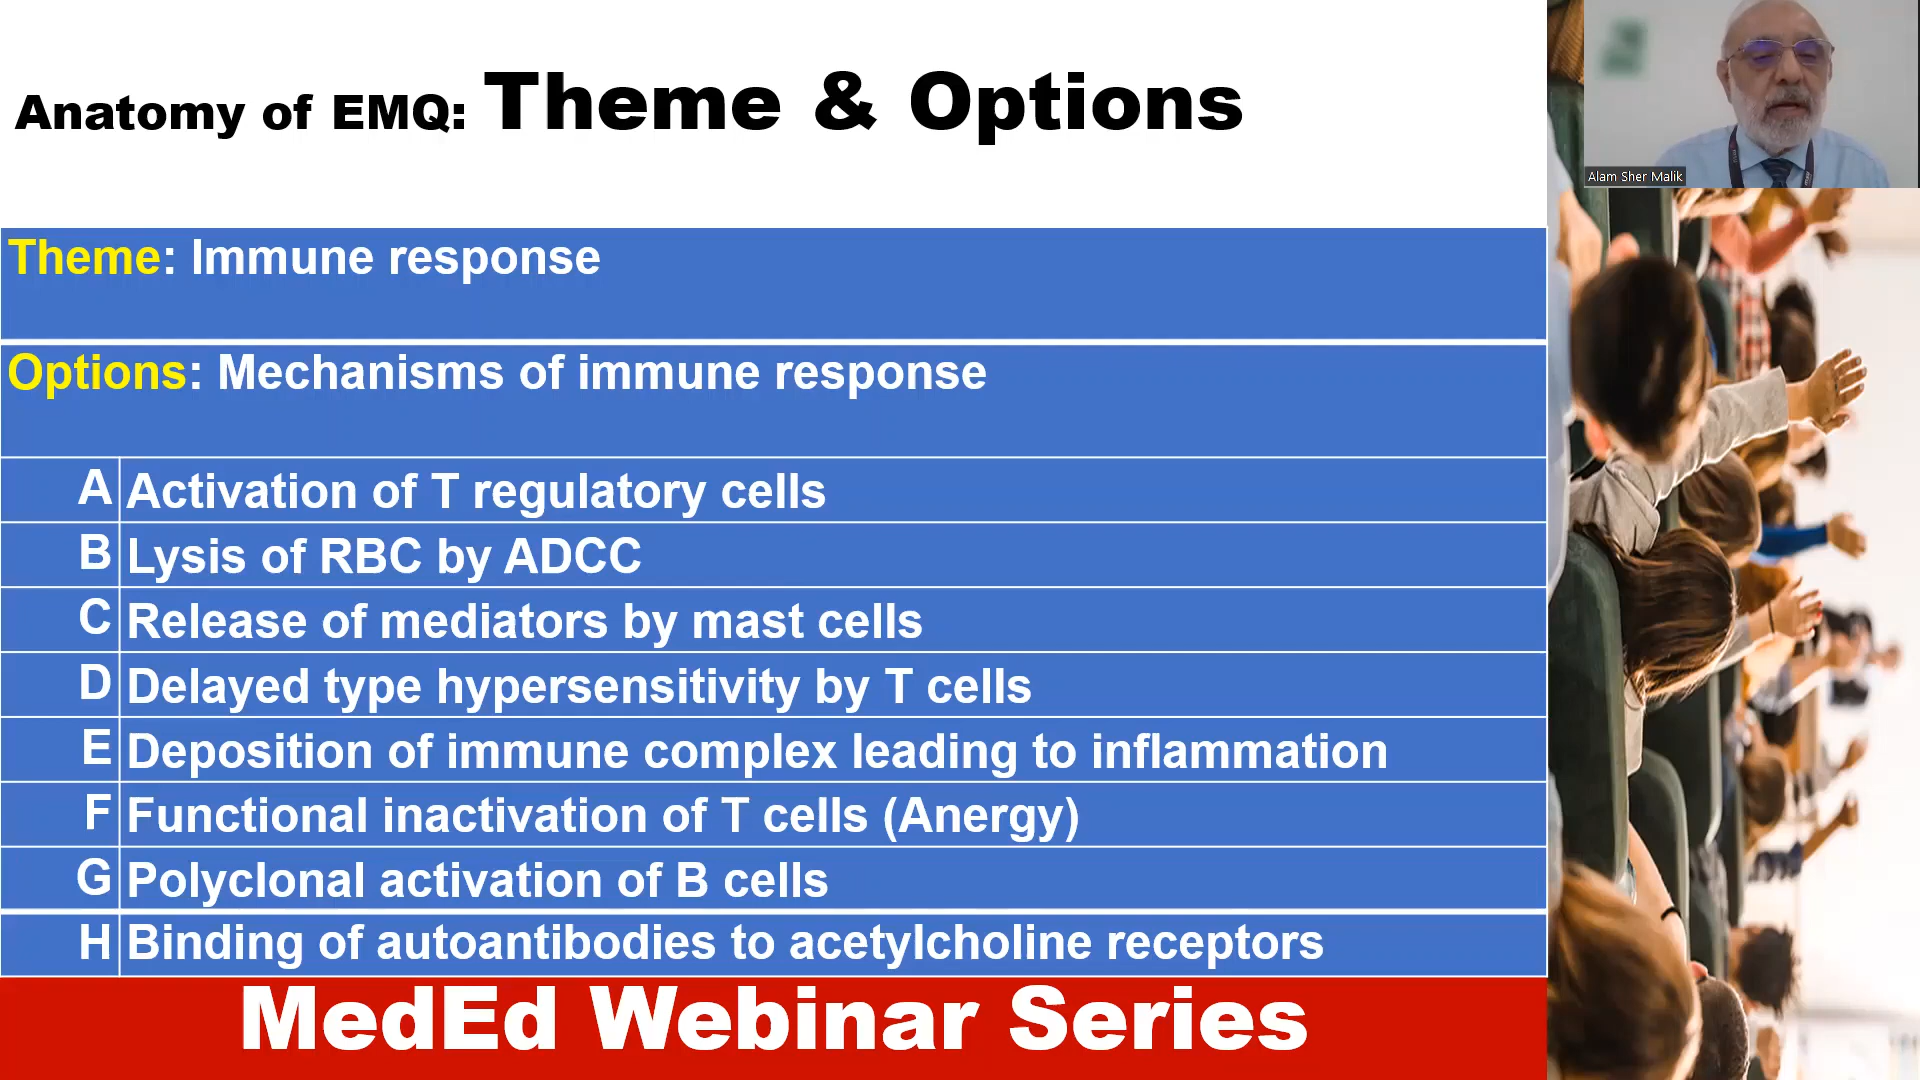 Anatomy of EMQ: Theme & Options
Alam Sher Malik
Theme: Immune response
Options: Mechanisms of immune response
A Activation of T regulatory cells
B Lysis of RBC by ADCC
C Release of mediators by mast cells
D Delayed type hypersensitivity by T cells
E Deposition of immune complex leading to inflammation
F Functional inactivation of T cells (Anergy)
G Polyclonal activation of B cells
H Binding of autoantibodies to acetylcholine receptors
MedEd Webinar Series